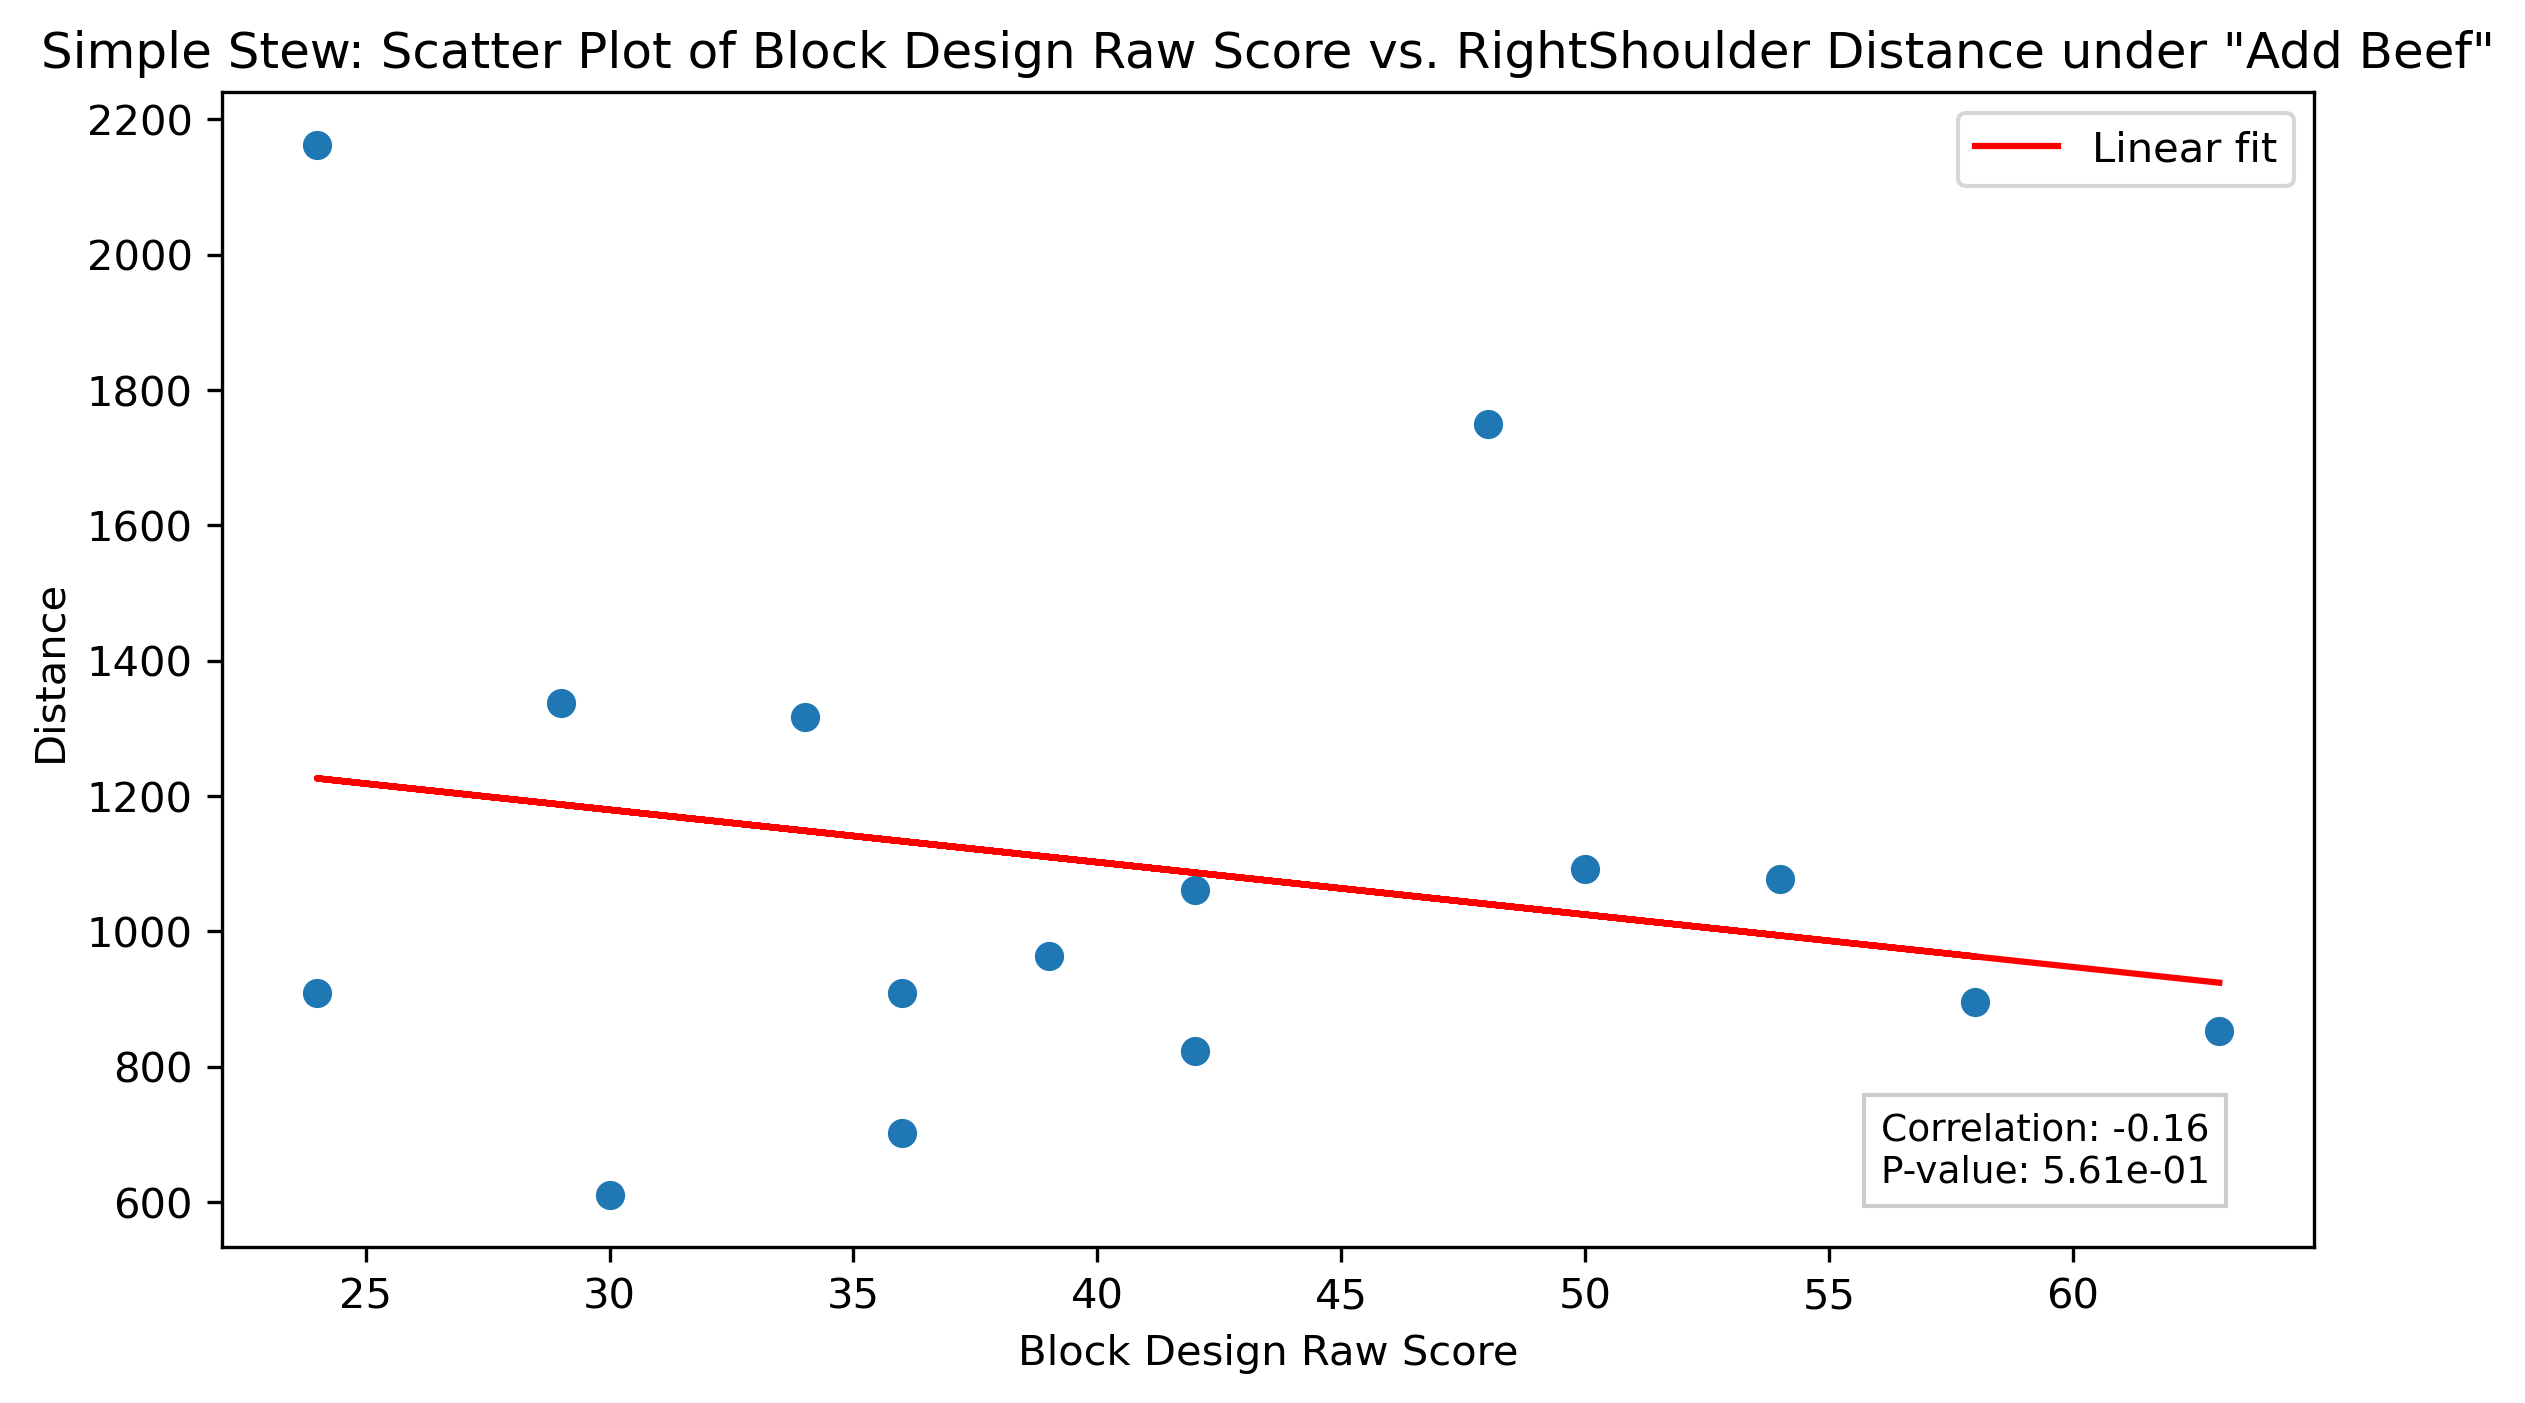 Simple Stew: Scatter Plot of Block Design Raw Score vs. RightShoulder Distance under "Add Beef"
Linear fit
2200
2000
1800
1600
1400
1200
1000
800
600
Distance
Correlation: -0.16
P-value: 5.61e-01
25 30 35 40 45 50 55 60
Block Design Raw Score